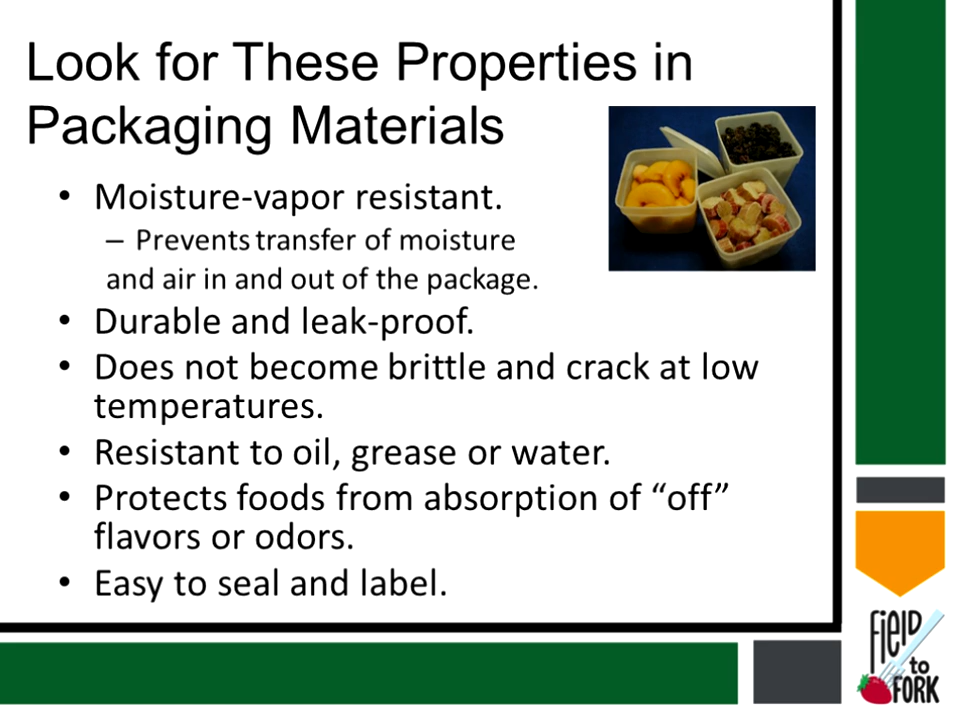 Look for These Properties in
Packaging Materials
• Moisture-vapor resistant.
– Prevents transfer of moisture
and air in and out of the package.
• Durable and leak-proof.
• Does not become brittle and crack at low
temperatures.
• Resistant to oil, grease or water.
• Protects foods from absorption of “off”
flavors or odors.
• Easy to seal and label.
FiELD
to
FORK